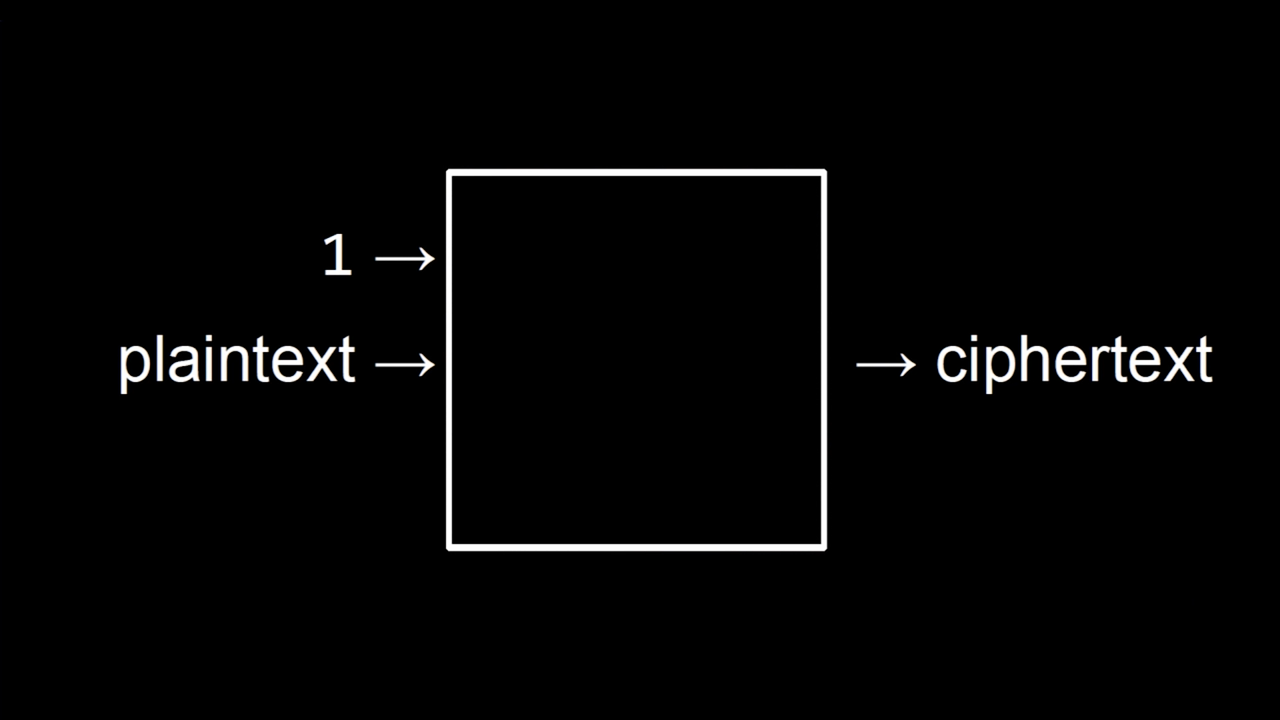 1 →
plaintext → → ciphertext